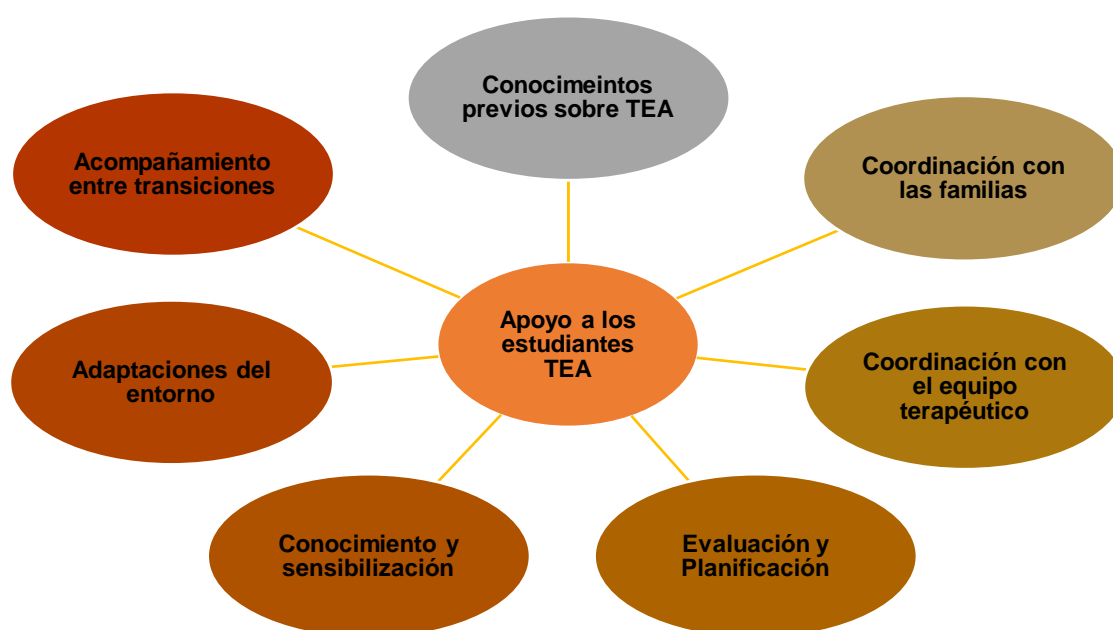 Conocimeintos
previos sobre TEA
Acompañamiento
entre transiciones
Coordinación con
las familias
Apoyo a los
estudiantes
TEA
Adaptaciones del
entorno
Coordinación con
el equipo
terapéutico
Conocimiento y
sensibilización
Evaluación y
Planificación